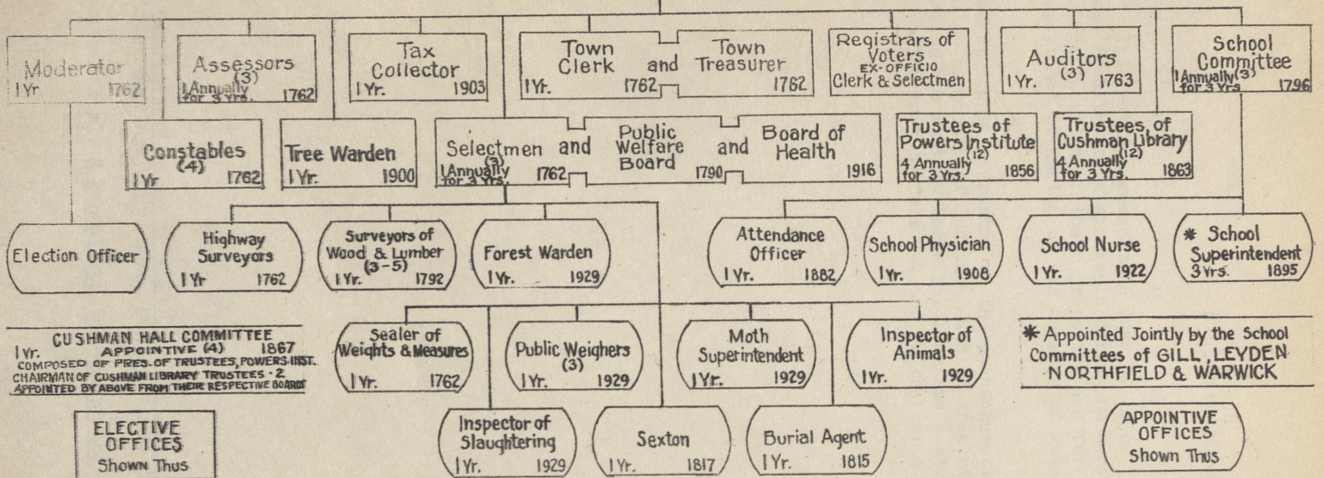 Moderator
1 Yr. 1762
Assessors
(3)
1 Annually
for 3 Yrs. 1762
Tax
Collector
1 Yr. 1903
Town
Clerk
1 Yr. 1762
and
Town
Treasurer
1762
Registrars of
Voters
EX-OFFICIO
Clerk & Selectmen
Auditors
(3)
1 Yr. 1763
School
Committee
(3)
1 Annually
for 3 Yrs 1796
Constables
(4)
1 Yr 1762
Tree Warden
1 Yr. 1900
Selectmen
(3)
1 Annually
for 3 Yrs. 1762
and
Public
Welfare
Board
1790
and
Board of
Health
1916
Trustees of
Powers Institute
(12)
4 Annually
for 3 Yrs. 1856
Trustees of
Cushman Library
(12)
4 Annually
for 3 Yrs. 1863
Election Officer
Highway
Surveyors
1 Yr 1762
Surveyors of
Wood & Lumber
(3-5)
1 Yr. 1792
Forest Warden
1 Yr. 1929
Attendance
Officer
1 Yr. 1882
School Physician
1 Yr. 1908
School Nurse
1 Yr. 1922
* School
Superintendent
3 Yrs. 1895
CUSHMAN HALL COMMITTEE
1 Yr. APPOINTIVE (4) 1867
COMPOSED OF PRES. OF TRUSTEES, POWERS INST.
CHAIRMAN OF CUSHMAN LIBRARY TRUSTEES - 2
APPOINTED BY ABOVE FROM THEIR RESPECTIVE BOARDS
Sealer of
Weights & Measures
1 Yr. 1762
Public Weighers
(3)
1 Yr. 1929
Moth
Superintendent
1 Yr. 1929
Inspector of
Animals
1 Yr. 1929
* Appointed Jointly by the School
Committees of GILL, LEYDEN
NORTHFIELD & WARWICK
ELECTIVE
OFFICES
Shown Thus
Inspector of
Slaughtering
1 Yr. 1929
Sexton
1 Yr. 1817
Burial Agent
1 Yr. 1815
APPOINTIVE
OFFICES
Shown Thus